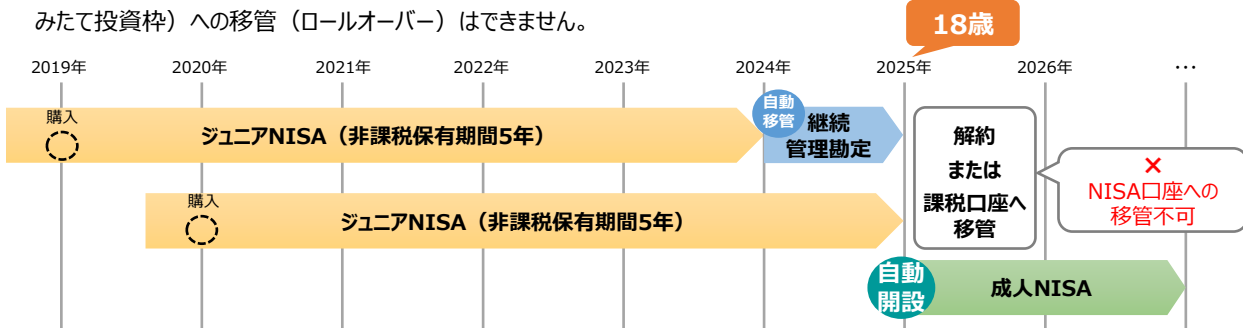 みたて投資枠）への移管（ロールオーバー）はできません。
18歳
2019年
2020年
2021年
2022年
2023年
2024年
2025年
2026年
…
購入
ジュニアNISA（非課税保有期間5年）
自動
移管
継続
管理勘定
解約
または
課税口座へ
移管
×
NISA口座への
移管不可
購入
ジュニアNISA（非課税保有期間5年）
自動
開設
成人NISA